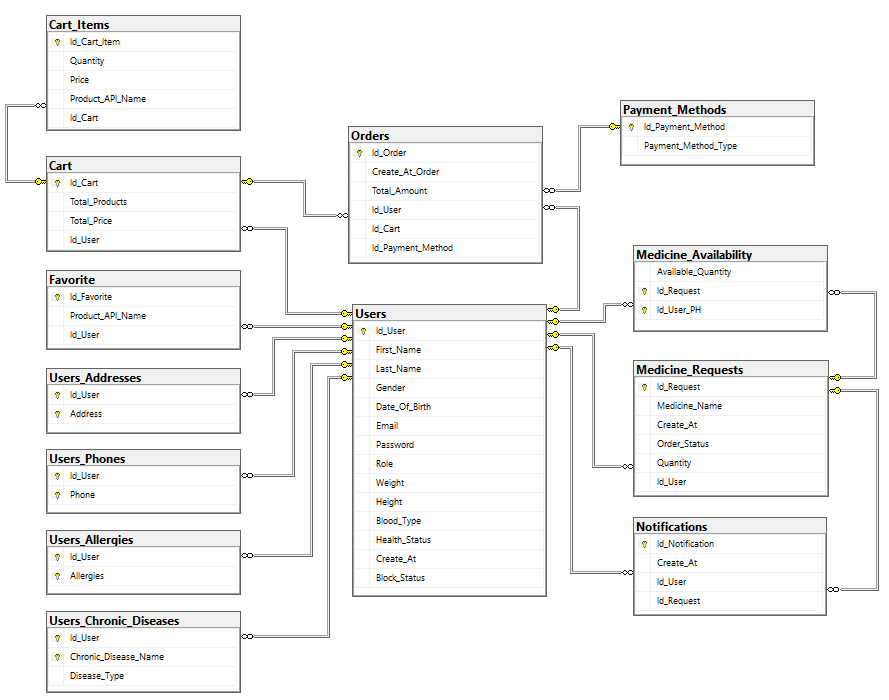 Cart_Items
Id_Cart_Item
Quantity
Price
Product_API_Name
Id_Cart
Cart
Id_Cart
Total_Products
Total_Price
Id_User
Favorite
Id_Favorite
Product_API_Name
Id_User
Users_Addresses
Id_User
Address
Users_Phones
Id_User
Phone
Users_Allergies
Id_User
Allergies
Users_Chronic_Diseases
Id_User
Chronic_Disease_Name
Disease_Type
Orders
Id_Order
Create_At_Order
Total_Amount
Id_User
Id_Cart
Id_Payment_Method
Users
Id_User
First_Name
Last_Name
Gender
Date_Of_Birth
Email
Password
Role
Weight
Height
Blood_Type
Health_Status
Create_At
Block_Status
Payment_Methods
Id_Payment_Method
Payment_Method_Type
Medicine_Availability
Available_Quantity
Id_Request
Id_User_PH
Medicine_Requests
Id_Request
Medicine_Name
Create_At
Order_Status
Quantity
Id_User
Notifications
Id_Notification
Create_At
Id_User
Id_Request